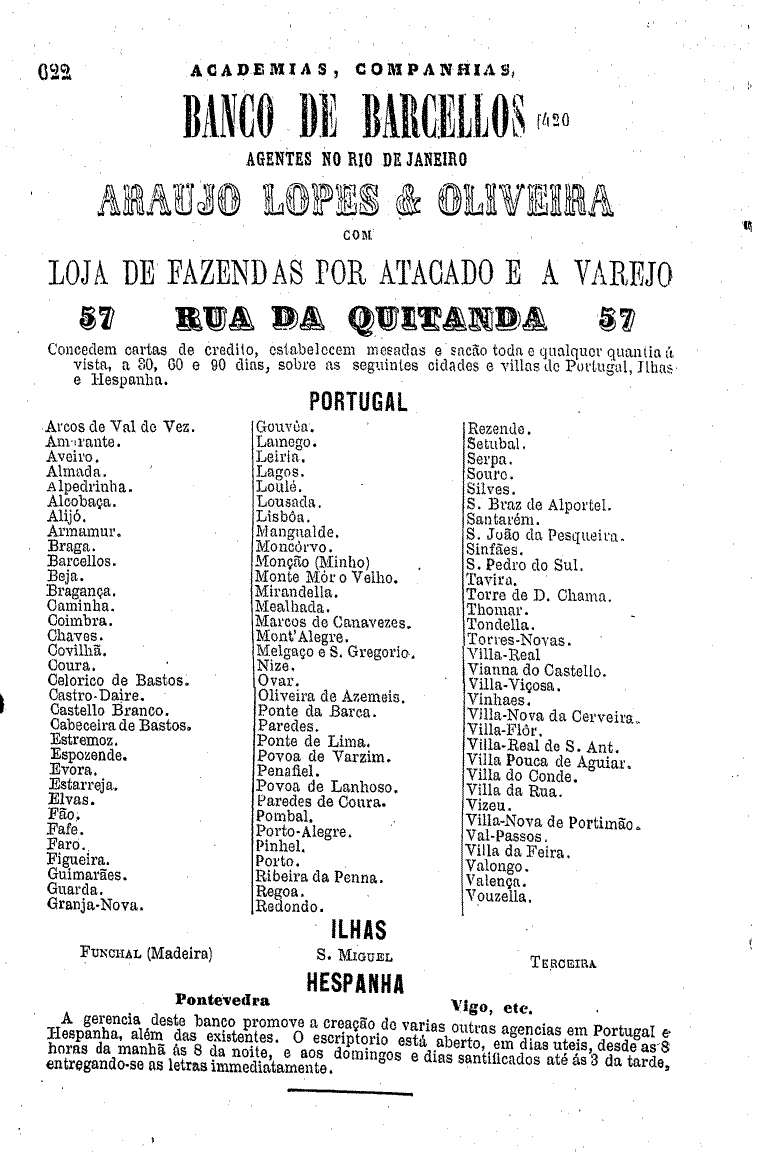 622
ACADEMIAS, COMPANHIAS,
BANCO DE BARCELLOS [420
AGENTES NO RIO DE JANEIRO
ARAUJO LOPES & OLIVEIRA
COM
LOJA DE FAZENDAS POR ATACADO E A VAREJO
57 RUA DA QUITANDA 57
Concedem cartas de credito, estabelecem mesadas e sacão toda e qualquer quantia á
vista, a 30, 60 e 90 dias, sobre as seguintes cidades e villas de Portugal, Ilhas
e Hespanha.
PORTUGAL
Arcos de Val de Vez.
Amarante.
Aveiro.
Almada.
Alpedrinha.
Alcobaça.
Alijó.
Armamur.
Braga.
Barcellos.
Beja.
Bragança.
Caminha.
Coimbra.
Chaves.
Covilhã.
Coura.
Celorico de Bastos.
Castro-Daire.
Castello Branco.
Cabeceira de Bastos.
Estremoz.
Espozende.
Evora.
Estarreja.
Elvas.
Fão.
Fafe.
Faro.
Figueira.
Guimarães.
Guarda.
Granja-Nova.
Gouvêa.
Lamego.
Leiria.
Lagos.
Loulé.
Lousada.
Lisbôa.
Mangualde.
Moncôrvo.
Monção (Minho)
Monte Mór o Velho.
Mirandella.
Mealhada.
Marcos de Canavezes.
Mont'Alegre.
Melgaço e S. Gregorio.
Nize.
Ovar.
Oliveira de Azemeis.
Ponte da Barca.
Paredes.
Ponte de Lima.
Povoa de Varzim.
Penafiel.
Povoa de Lanhoso.
Paredes de Coura.
Pombal.
Porto-Alegre.
Pinhel.
Porto.
Ribeira da Penna.
Regoa.
Redondo.
Rezende.
Setubal.
Serpa.
Soure.
Silves.
S. Braz de Alportel.
Santarém.
S. João da Pesqueira.
Sinfães.
S. Pedro do Sul.
Tavira.
Torre de D. Chama.
Thomar.
Tondella.
Torres-Novas.
Villa-Real
Vianna do Castello.
Villa-Viçosa.
Vinhaes.
Villa-Nova da Cerveira.
Villa-Flôr.
Villa-Real de S. Ant.
Villa Pouca de Aguiar.
Villa do Conde.
Villa da Rua.
Vizeu.
Villa-Nova de Portimão.
Val-Passos.
Villa da Feira.
Valongo.
Valença.
Vouzella.
ILHAS
FUNCHAL (Madeira) S. MIGUEL TERCEIRA
HESPANHA
Pontevedra Vigo, etc.
A gerencia deste banco promove a creação de varias outras agencias em Portugal e
Hespanha, além das existentes. O escriptorio está aberto, em dias uteis, desde as 8
horas da manhã ás 8 da noite, e aos domingos e dias santificados até ás 3 da tarde,
entregando-se as letras immediatamente.